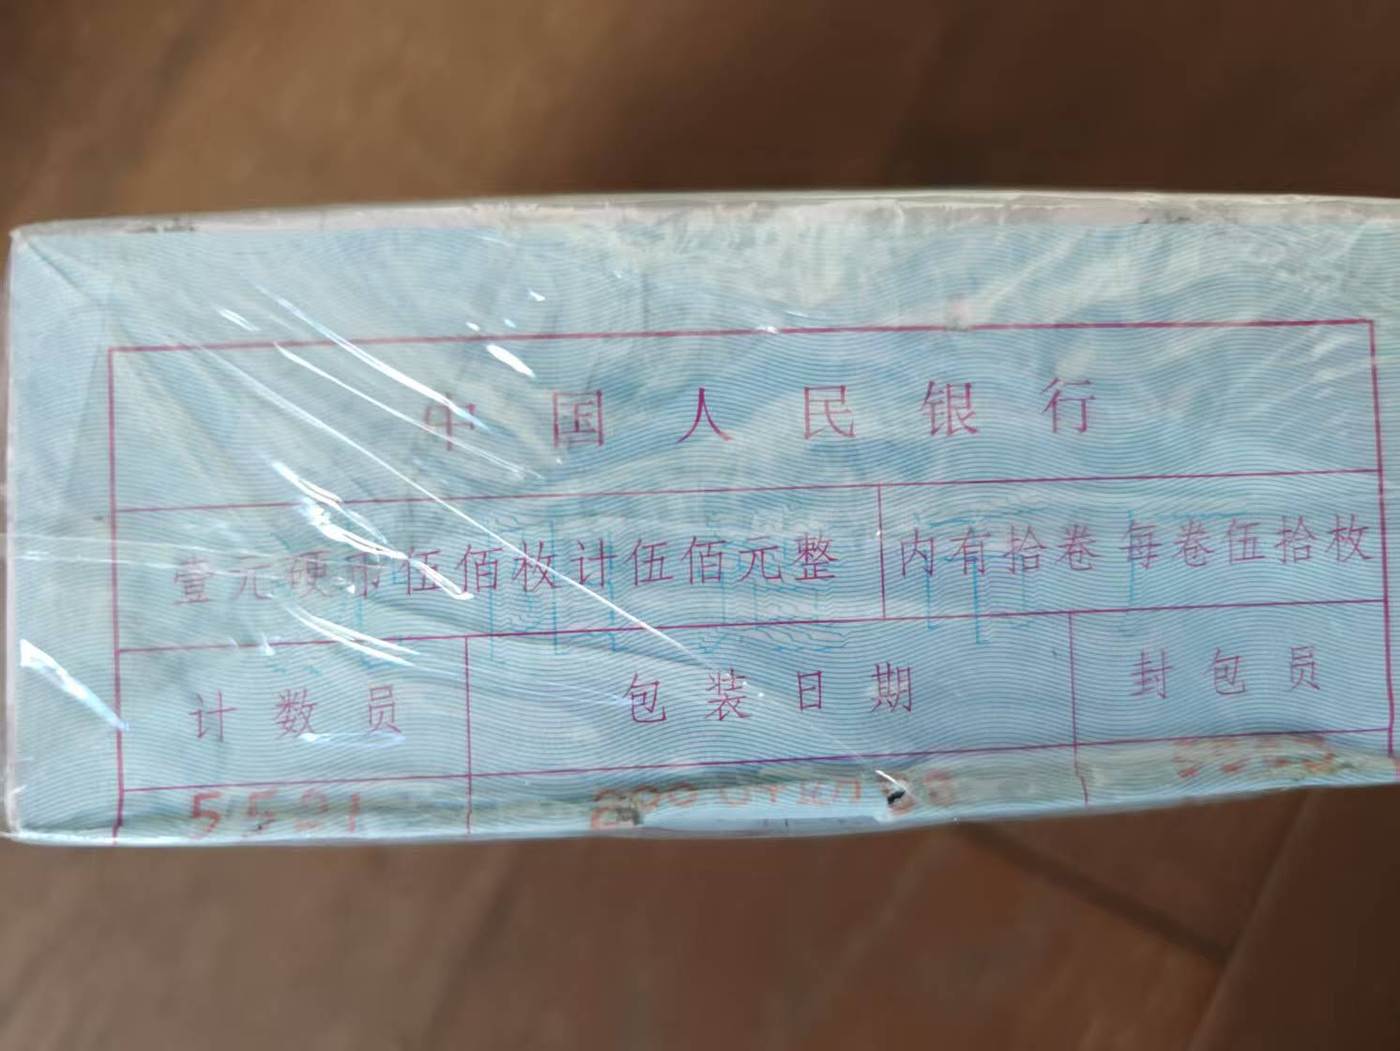 中国人民银行
壹元硬币伍佰枚计伍佰元整 内有拾卷 每卷伍拾枚
计数员 包装日期 封包员